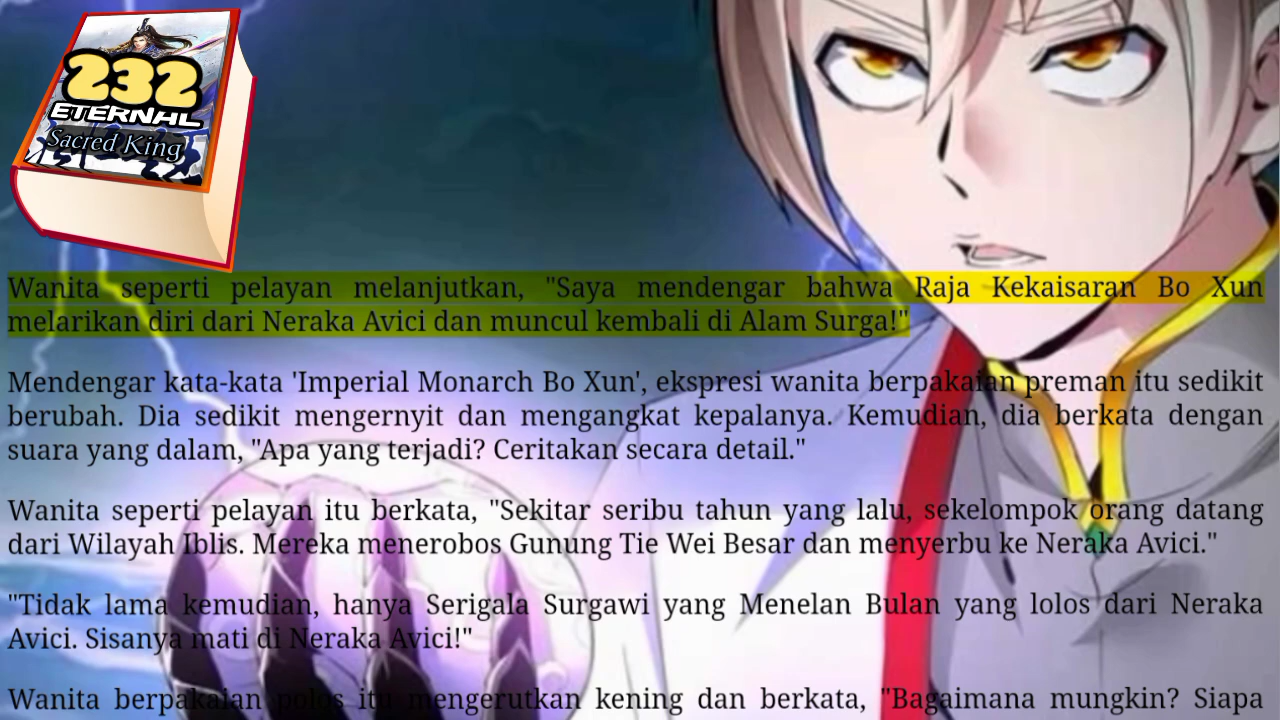 232
ETERNAL
Sacred King
Wanita seperti pelayan melanjutkan, "Saya mendengar bahwa Raja Kekaisaran Bo Xun
melarikan diri dari Neraka Avici dan muncul kembali di Alam Surga!"
Mendengar kata-kata 'Imperial Monarch Bo Xun', ekspresi wanita berpakaian preman itu sedikit
berubah. Dia sedikit mengernyit dan mengangkat kepalanya. Kemudian, dia berkata dengan
suara yang dalam, "Apa yang terjadi? Ceritakan secara detail."
Wanita seperti pelayan itu berkata, "Sekitar seribu tahun yang lalu, sekelompok orang datang
dari Wilayah Iblis. Mereka menerobos Gunung Tie Wei Besar dan menyerbu ke Neraka Avici."
"Tidak lama kemudian, hanya Serigala Surgawi yang Menelan Bulan yang lolos dari Neraka
Avici. Sisanya mati di Neraka Avici!"
Wanita berpakaian polos itu mengerutkan kening dan berkata, "Bagaimana mungkin? Siapa